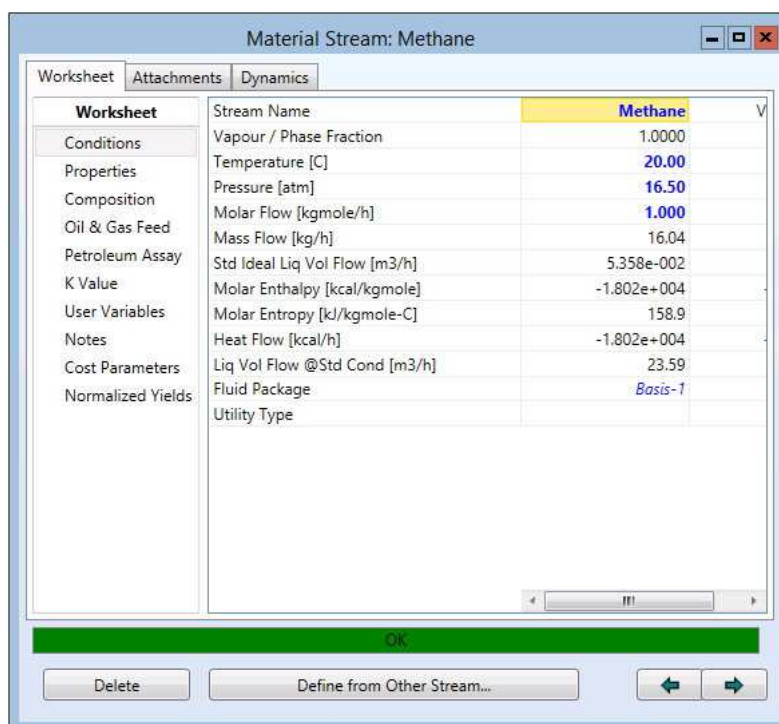 Material Stream: Methane
Worksheet Attachments Dynamics
Worksheet
Conditions
Properties
Composition
Oil & Gas Feed
Petroleum Assay
K Value
User Variables
Notes
Cost Parameters
Normalized Yields
Stream Name Methane V
Vapour / Phase Fraction 1.0000
Temperature [C] 20.00
Pressure [atm] 16.50
Molar Flow [kgmole/h] 1.000
Mass Flow [kg/h] 16.04
Std Ideal Liq Vol Flow [m3/h] 5.358e-002
Molar Enthalpy [kcal/kgmole] -1.802e+004 -
Molar Entropy [kJ/kgmole-C] 158.9
Heat Flow [kcal/h] -1.802e+004 -
Liq Vol Flow @Std Cond [m3/h] 23.59
Fluid Package Basis-1
Utility Type
OK
Delete Define from Other Stream...